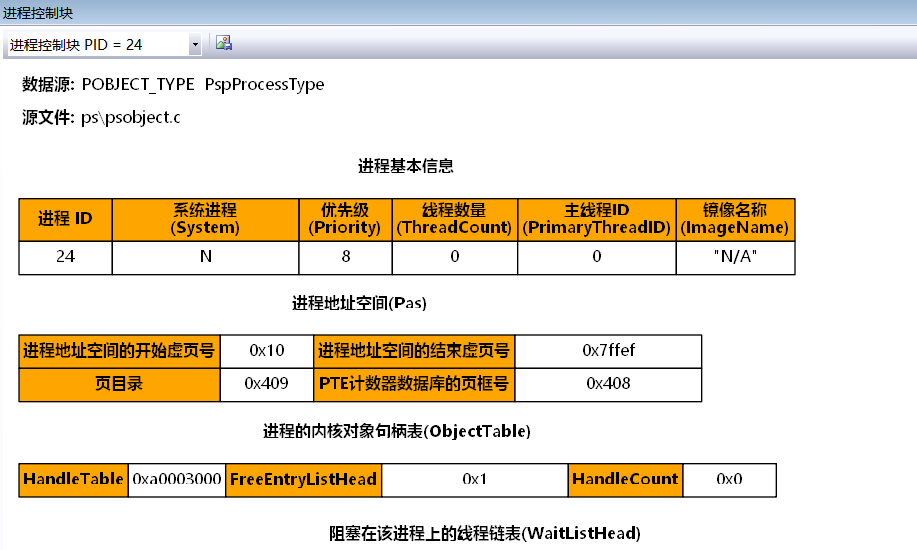 进程控制块
进程控制块 PID = 24
数据源: POBJECT_TYPE PspProcessType
源文件: ps\psobject.c
进程基本信息
进程 ID 系统进程 (System) 优先级 (Priority) 线程数量 (ThreadCount) 主线程ID (PrimaryThreadID) 镜像名称 (ImageName)
24 N 8 0 0 "N/A"
进程地址空间(Pas)
进程地址空间的开始虚页号 0x10 进程地址空间的结束虚页号 0x7ffef
页目录 0x409 PTE计数器数据库的页框号 0x408
进程的内核对象句柄表(ObjectTable)
HandleTable 0xa0003000 FreeEntryListHead 0x1 HandleCount 0x0
阻塞在该进程上的线程链表(WaitListHead)